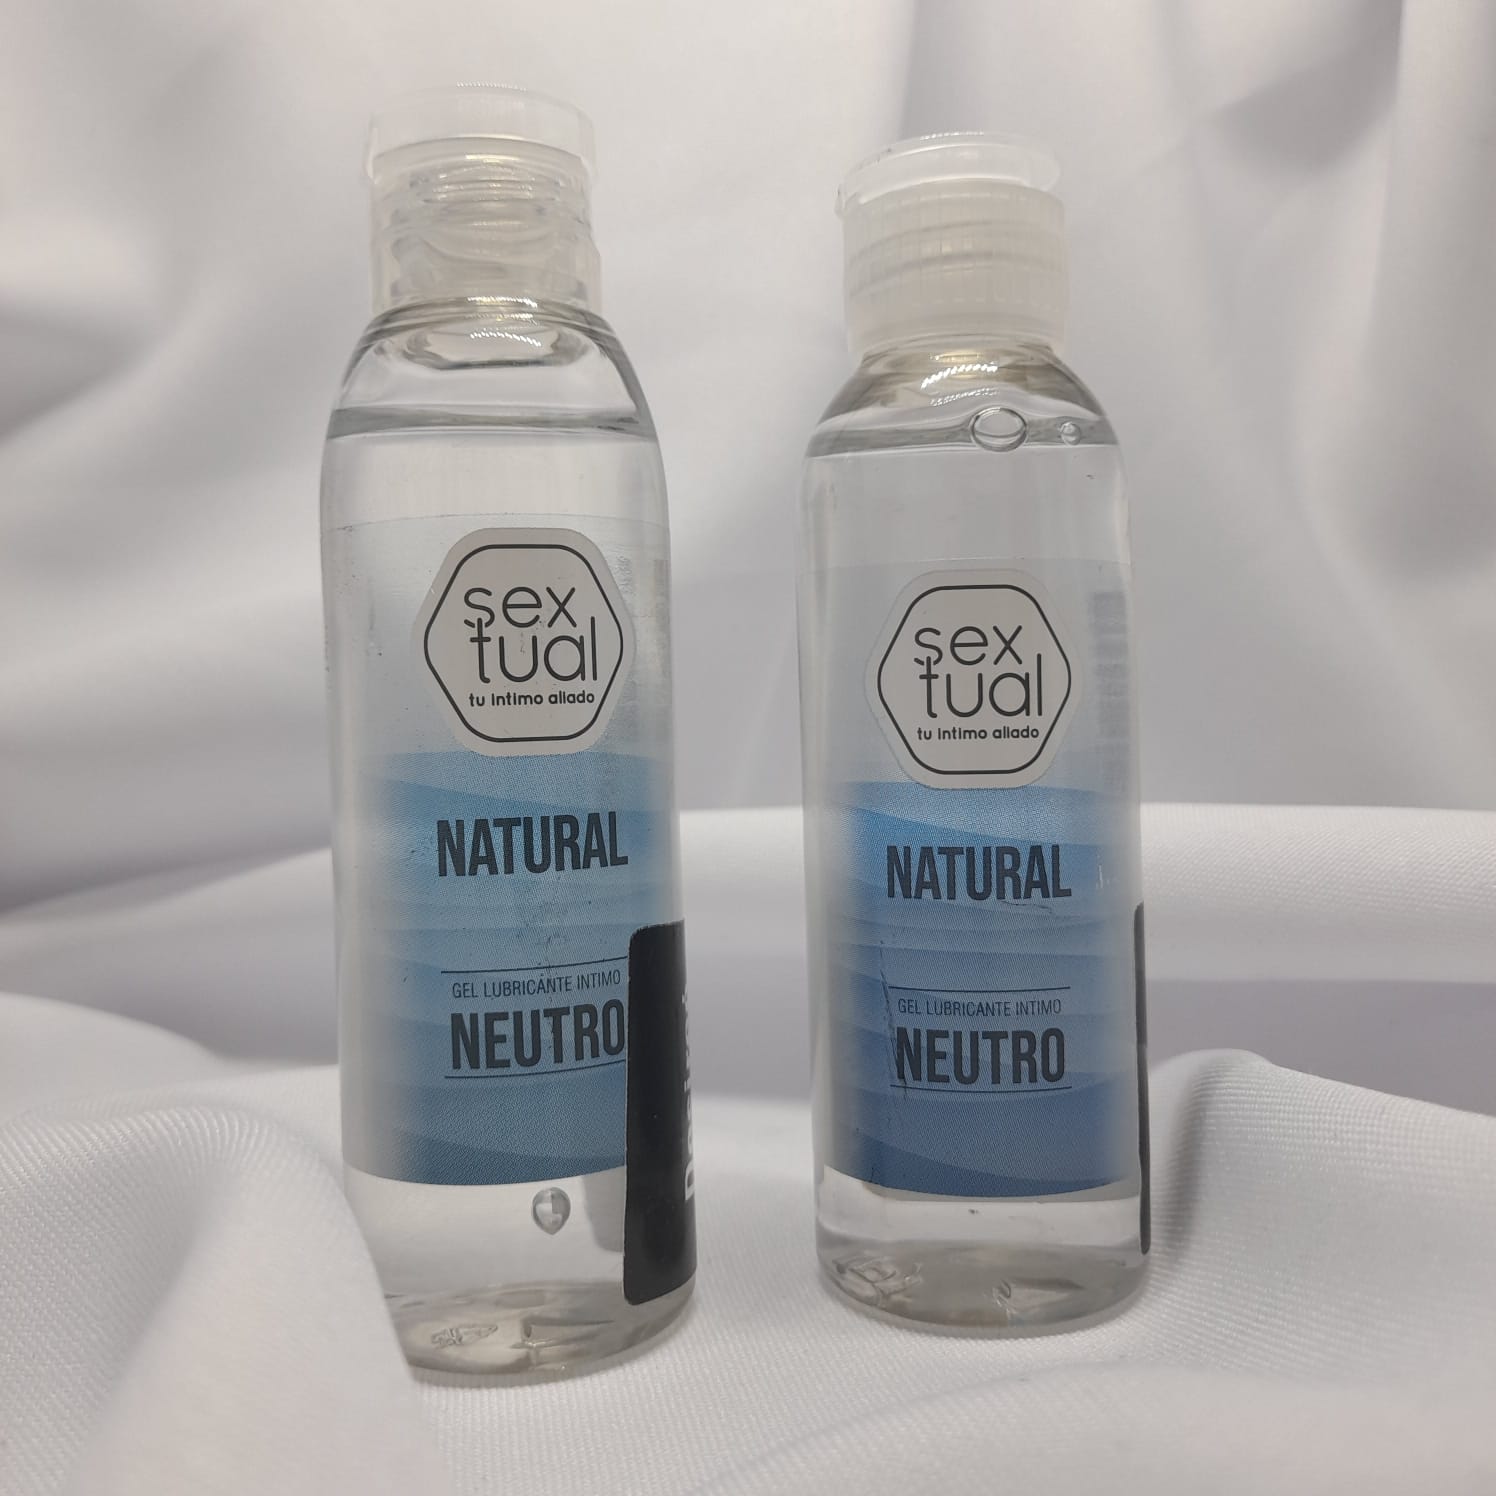 sex
tual
tu intimo aliado
NATURAL
GEL LUBRICANTE INTIMO
NEUTRO
sex
tual
tu intimo aliado
NATURAL
GEL LUBRICANTE INTIMO
NEUTRO